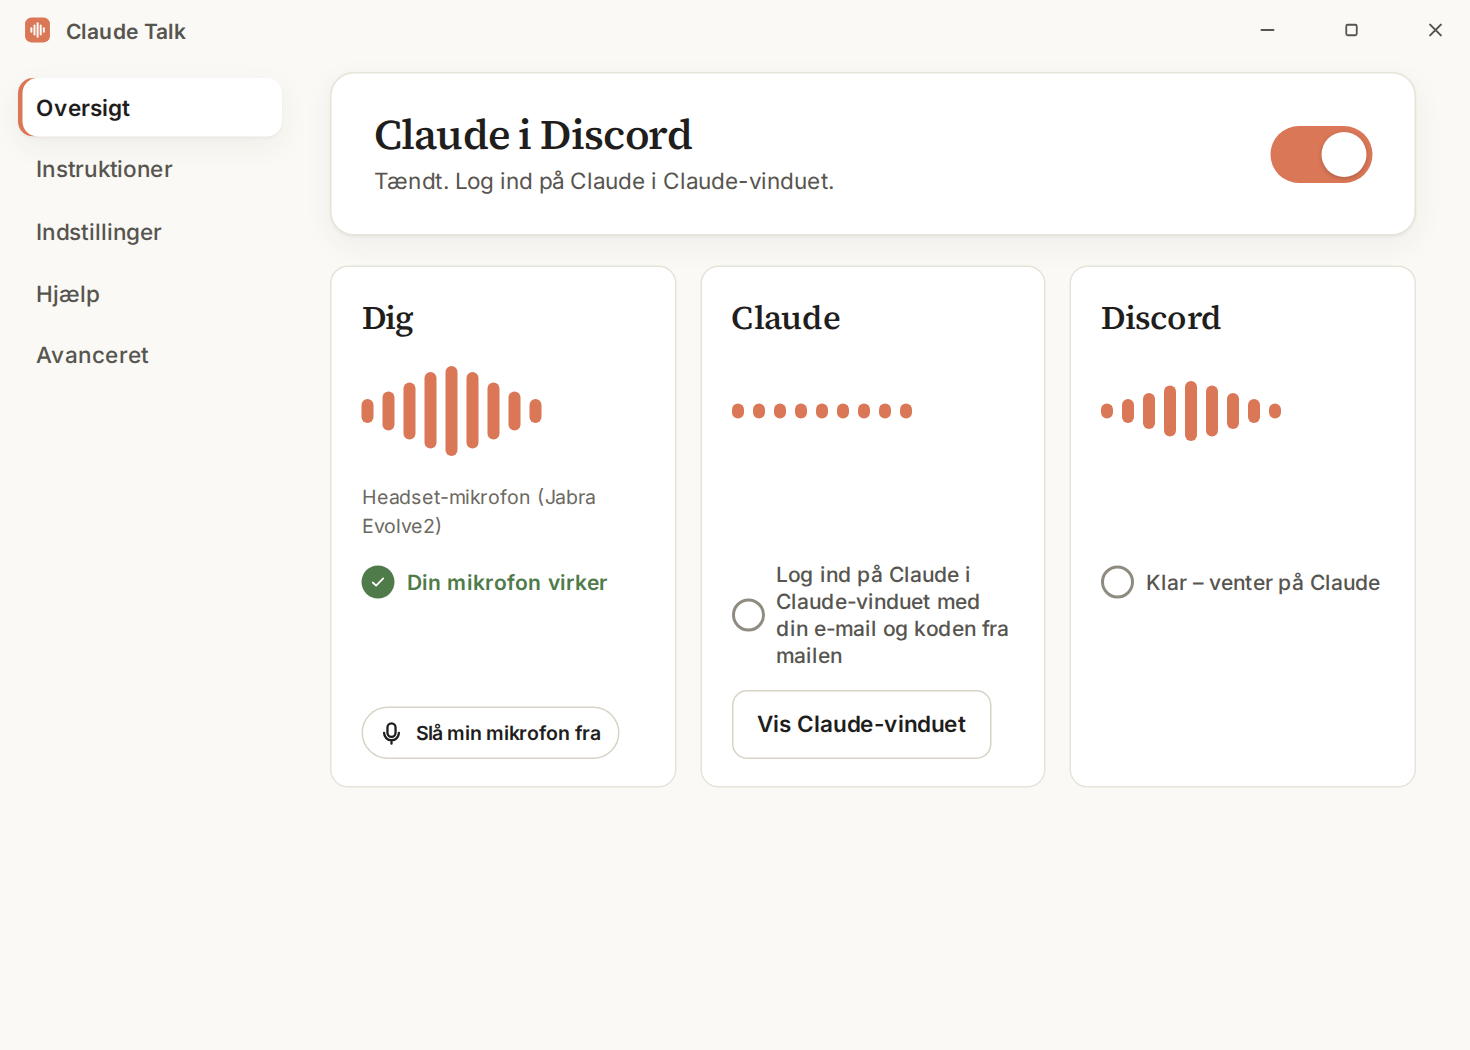 Claude Talk
Oversigt
Instruktioner
Indstillinger
Hjælp
Avanceret
Claude i Discord
Tændt. Log ind på Claude i Claude-vinduet.
Dig
Headset-mikrofon (Jabra
Evolve2)
Din mikrofon virker
Slå min mikrofon fra
Claude
Log ind på Claude i
Claude-vinduet med
din e-mail og koden fra
mailen
Vis Claude-vinduet
Discord
Klar – venter på Claude